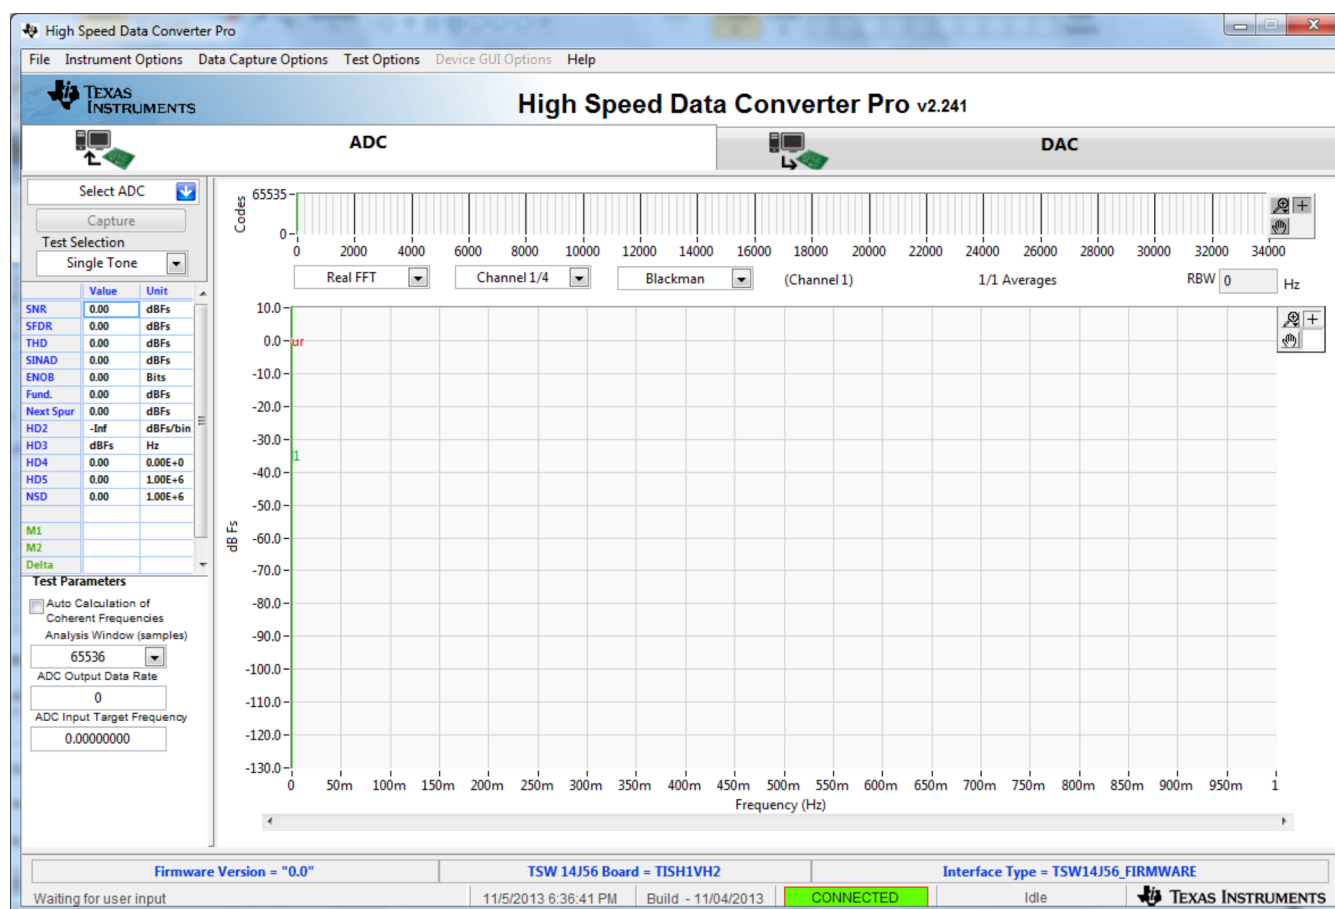 High Speed Data Converter Pro
File Instrument Options Data Capture Options Test Options Device GUI Options Help
TEXAS INSTRUMENTS
High Speed Data Converter Pro v2.241
ADC
DAC
Select ADC
Capture
Test Selection
Single Tone
Value Unit
SNR 0.00 dBFs
SFDR 0.00 dBFs
THD 0.00 dBFs
SINAD 0.00 dBFs
ENOB 0.00 Bits
Fund. 0.00 dBFs
Next Spur 0.00 dBFs
HD2 -Inf dBFs/bin
HD3 dBFs Hz
HD4 0.00 0.00E+0
HD5 0.00 1.00E+6
NSD 0.00 1.00E+6
M1
M2
Delta
Test Parameters
Auto Calculation of
Coherent Frequencies
Analysis Window (samples)
65536
ADC Output Data Rate
0
ADC Input Target Frequency
0.00000000
Codes
65535
0
0 2000 4000 6000 8000 10000 12000 14000 16000 18000 20000 22000 24000 26000 28000 30000 32000 34000
Real FFT Channel 1/4 Blackman (Channel 1) 1/1 Averages RBW 0 Hz
10.0
0.0
ur
-10.0
-20.0
-30.0
1
-40.0
-50.0
dB Fs
-60.0
-70.0
-80.0
-90.0
-100.0
-110.0
-120.0
-130.0
0 50m 100m 150m 200m 250m 300m 350m 400m 450m 500m 550m 600m 650m 700m 750m 800m 850m 900m 950m 1
Frequency (Hz)
Firmware Version = "0.0" TSW 14J56 Board = TISH1VH2 Interface Type = TSW14J56_FIRMWARE
Waiting for user input 11/5/2013 6:36:41 PM Build - 11/04/2013 CONNECTED Idle TEXAS INSTRUMENTS